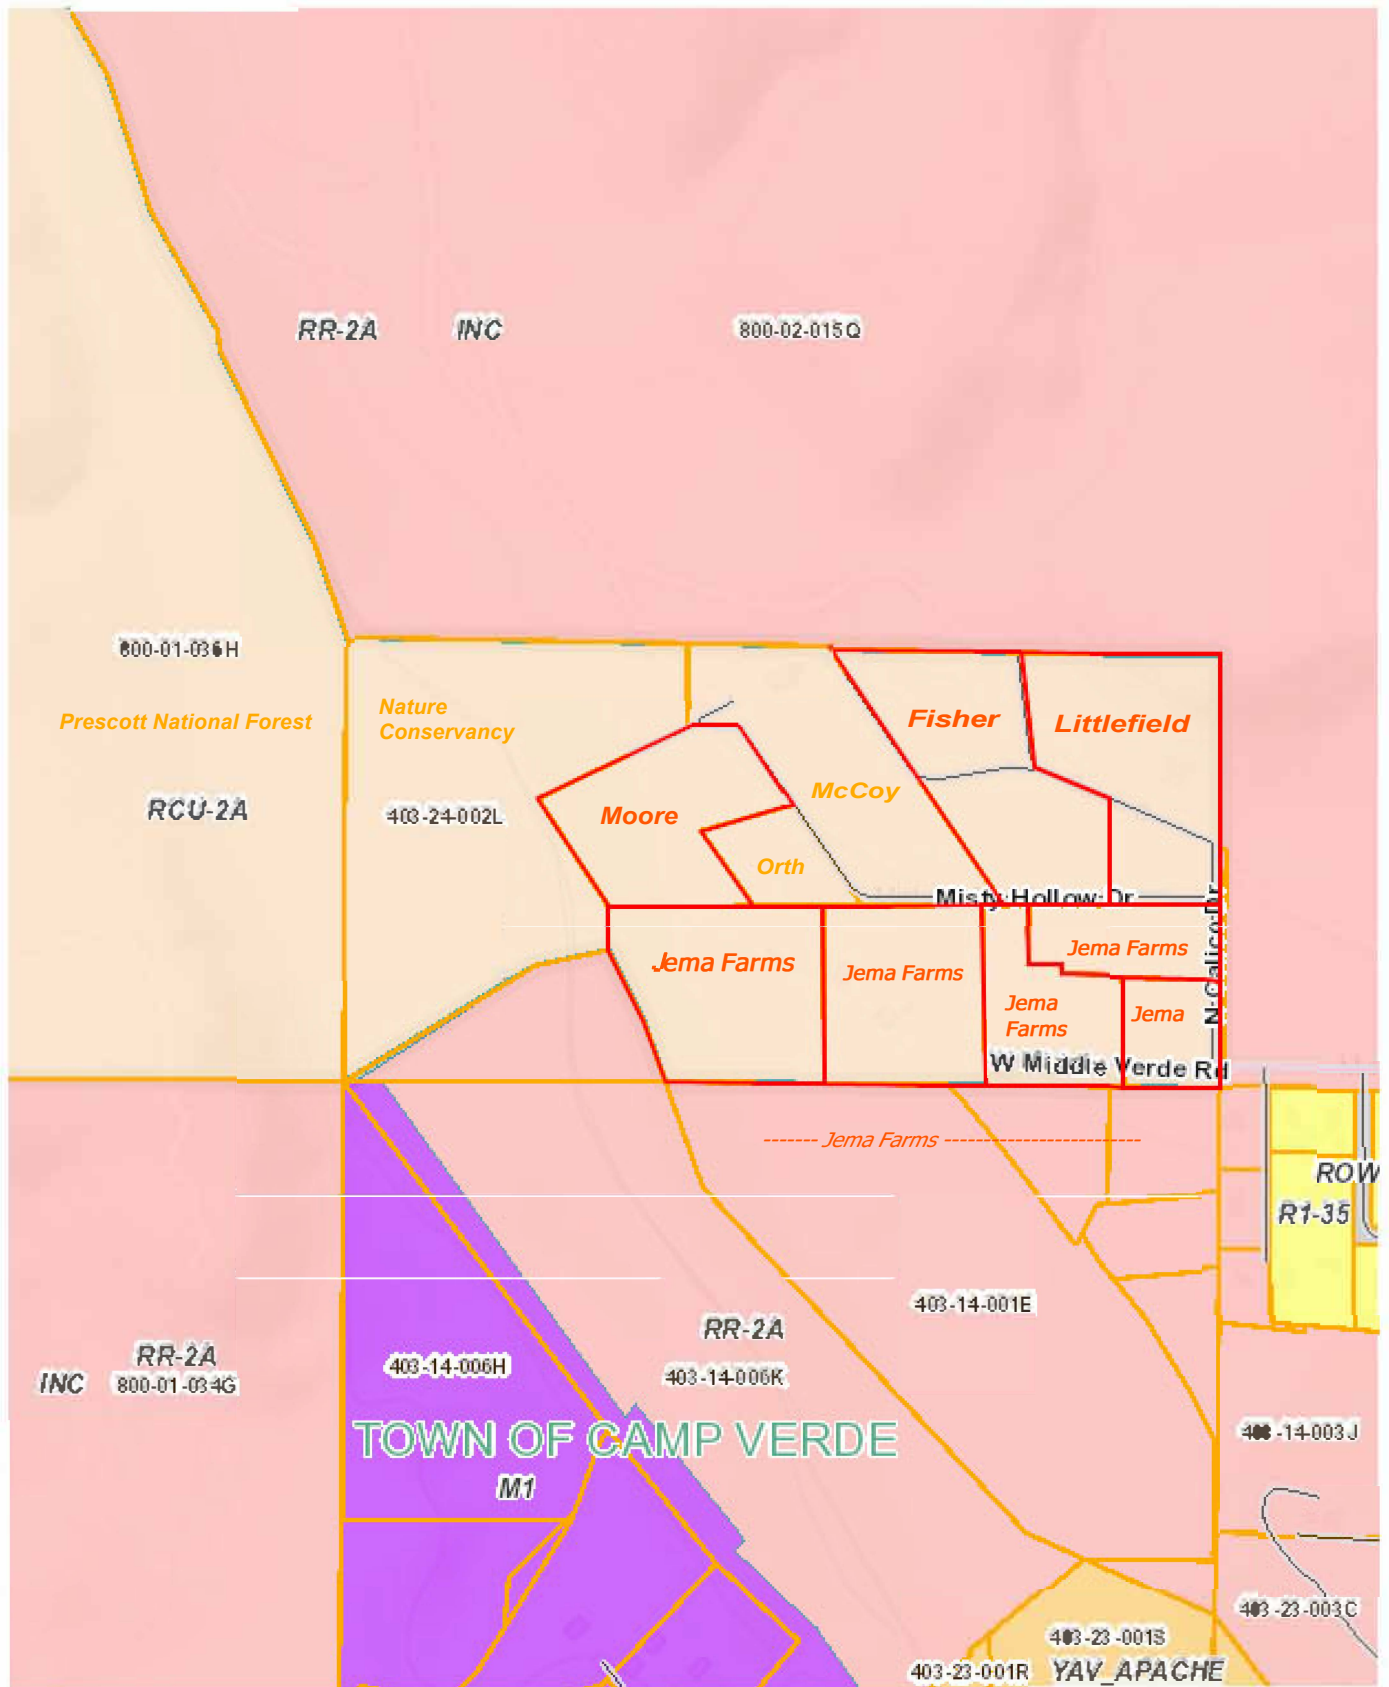 RR-2A INC 800-02-015Q
800-01-036H
Prescott National Forest
Nature
Conservancy
RCU-2A
403-24-002L
Fisher
Littlefield
McCoy
Moore
Orth
Misty Hollow Dr
N Calico Dr
Jema Farms
Jema Farms
Jema Farms
Jema
Farms
Jema
W Middle Verde Rd
------- Jema Farms ------------------------
ROW
R1-35
403-14-001E
RR-2A
403-14-006K
403-14-006H
RR-2A
INC 800-01-034G
TOWN OF CAMP VERDE
M1
-14-003J
403-23-003C
403-23-001S
403-23-001R YAV_APACHE